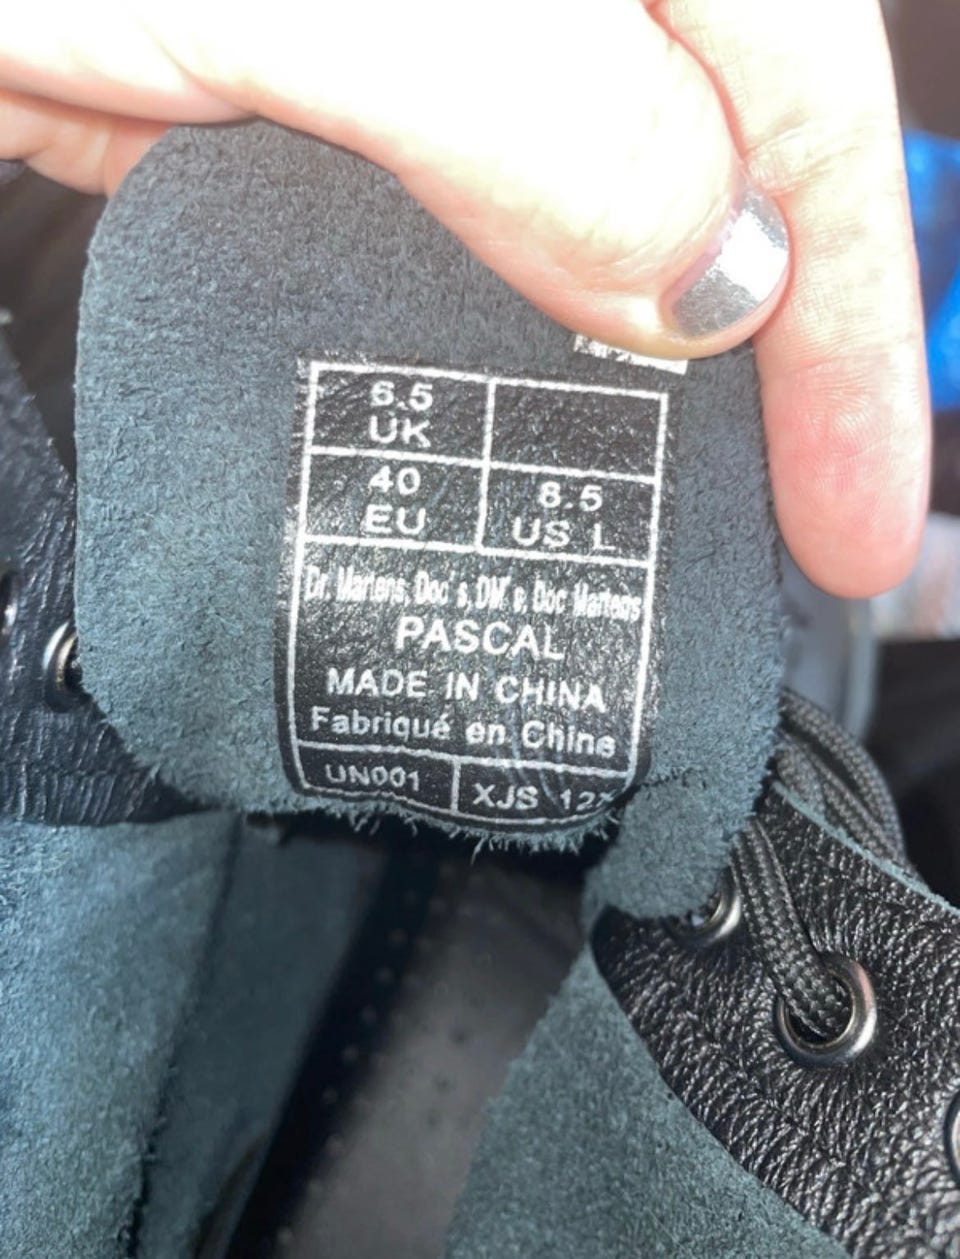 6.5
UK
40
EU
8.5
US L
Dr. Martens, Doc's, DM's, Doc Martens
PASCAL
MADE IN CHINA
Fabriqué en Chine
UN001
XJS